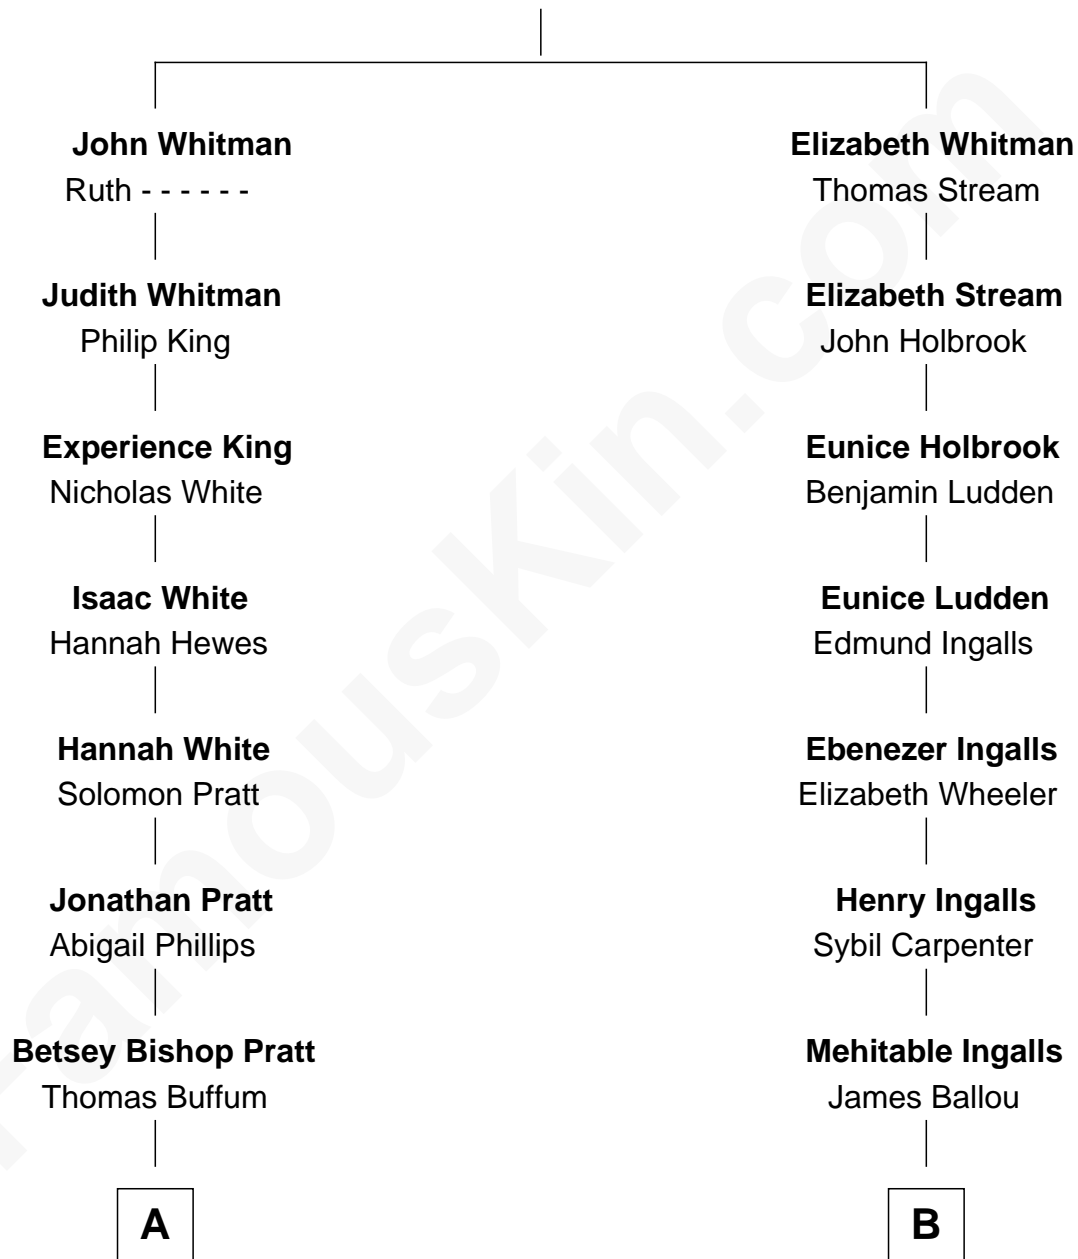 John Whitman
Ruth - - - - - -
Judith Whitman
Philip King
Experience King
Nicholas White
Isaac White
Hannah Hewes
Hannah White
Solomon Pratt
Jonathan Pratt
Abigail Phillips
Betsey Bishop Pratt
Thomas Buffum
A
Elizabeth Whitman
Thomas Stream
Elizabeth Stream
John Holbrook
Eunice Holbrook
Benjamin Ludden
Eunice Ludden
Edmund Ingalls
Ebenezer Ingalls
Elizabeth Wheeler
Henry Ingalls
Sybil Carpenter
Mehitable Ingalls
James Ballou
B
FamousKin.com